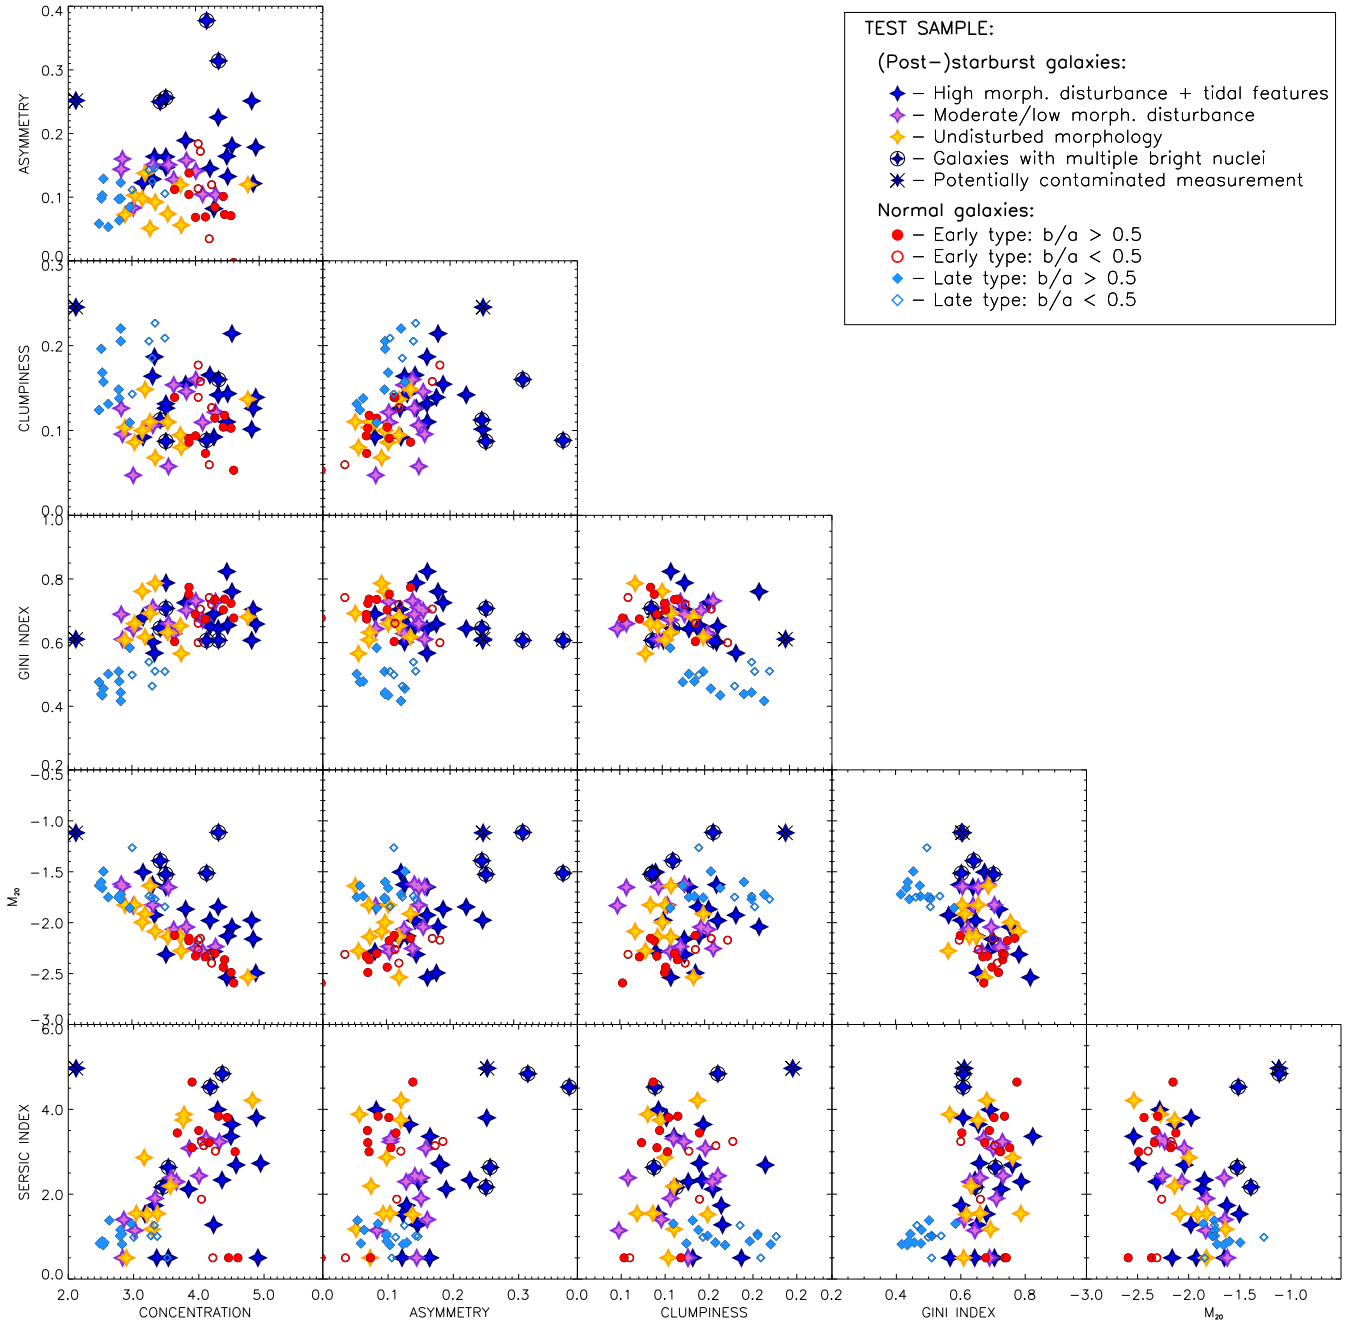 TEST SAMPLE:
(Post-)starburst galaxies:
– High morph. disturbance + tidal features
– Moderate/low morph. disturbance
– Undisturbed morphology
– Galaxies with multiple bright nuclei
– Potentially contaminated measurement
Normal galaxies:
– Early type: b/a > 0.5
– Early type: b/a < 0.5
– Late type: b/a > 0.5
– Late type: b/a < 0.5
0.4
0.3
0.2
0.1
0.0
ASYMMETRY
0.3
0.2
0.1
0.0
CLUMPINESS
1.0
0.8
0.6
0.4
0.2
GINI INDEX
−0.5
−1.0
−1.5
−2.0
−2.5
−3.0
M₂₀
6.0
4.0
2.0
0.0
SERSIC INDEX
2.0 3.0 4.0 5.0 0.0 0.1 0.2 0.3 0.0 0.1 0.1 0.2 0.2 0.2 0.4 0.6 0.8 −3.0 −2.5 −2.0 −1.5 −1.0
CONCENTRATION ASYMMETRY CLUMPINESS GINI INDEX M₂₀